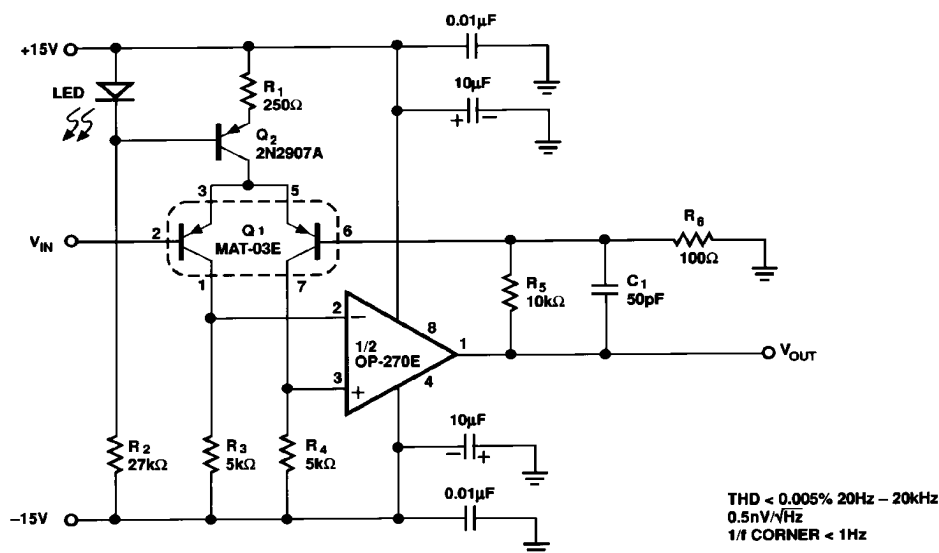 0.01μF
+15V
LED
R1
250Ω
10μF
+ −
Q2
2N2907A
3
5
VIN
2
Q1
MAT-03E
6
R6
100Ω
1
7
R5
10kΩ
C1
50pF
2
−
8
1/2
OP-270E
1
VOUT
3
+
4
10μF
− +
R2
27kΩ
R3
5kΩ
R4
5kΩ
0.01μF
−15V
THD < 0.005% 20Hz – 20kHz
0.5nV/√Hz
1/f CORNER < 1Hz